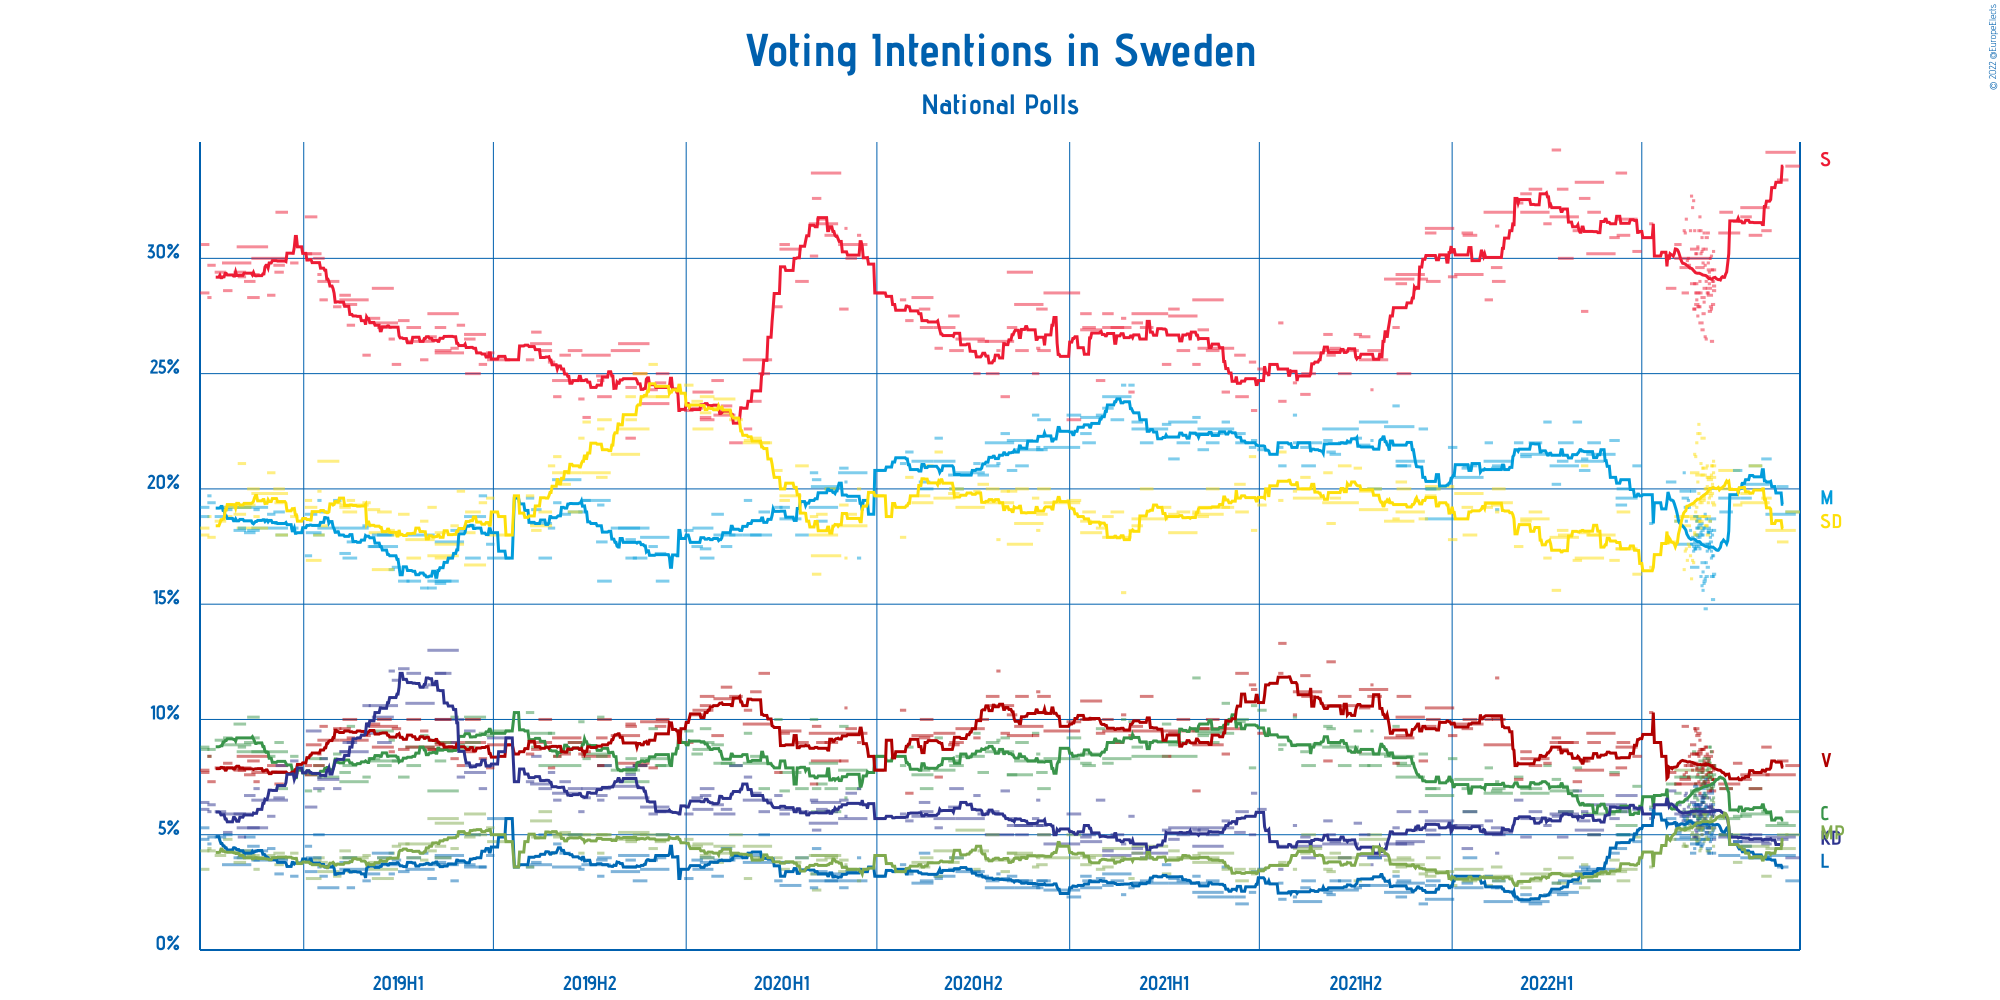 © 2022 @EuropeElects
Voting Intentions in Sweden
National Polls
S
30%
25%
20%
M
SD
15%
10%
V
C
5%
MP
KD
L
0%
2019H1 2019H2 2020H1 2020H2 2021H1 2021H2 2022H1